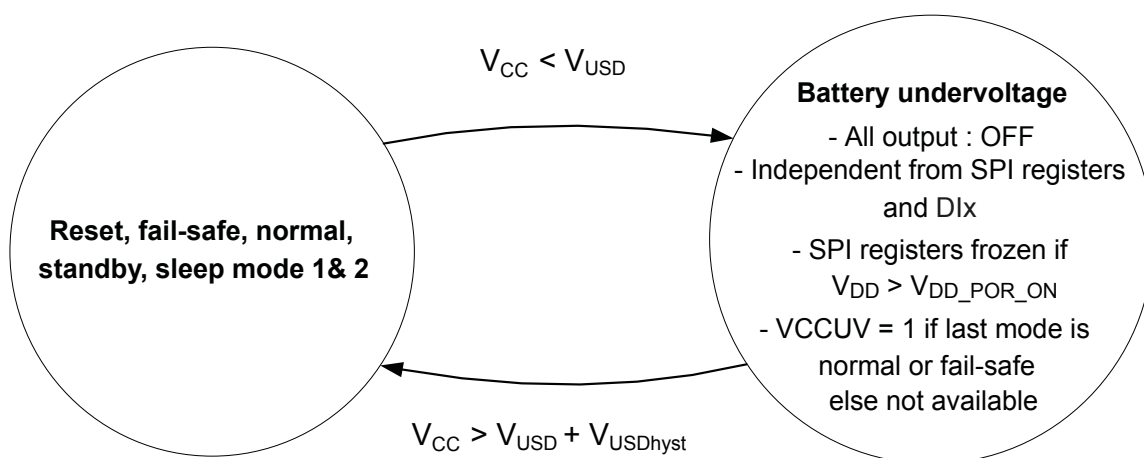 V_CC < V_USD
Battery undervoltage
- All output : OFF
- Independent from SPI registers
and DIx
- SPI registers frozen if
V_DD > V_DD_POR_ON
- VCCUV = 1 if last mode is
normal or fail-safe
else not available
Reset, fail-safe, normal,
standby, sleep mode 1& 2
V_CC > V_USD + V_USDhyst